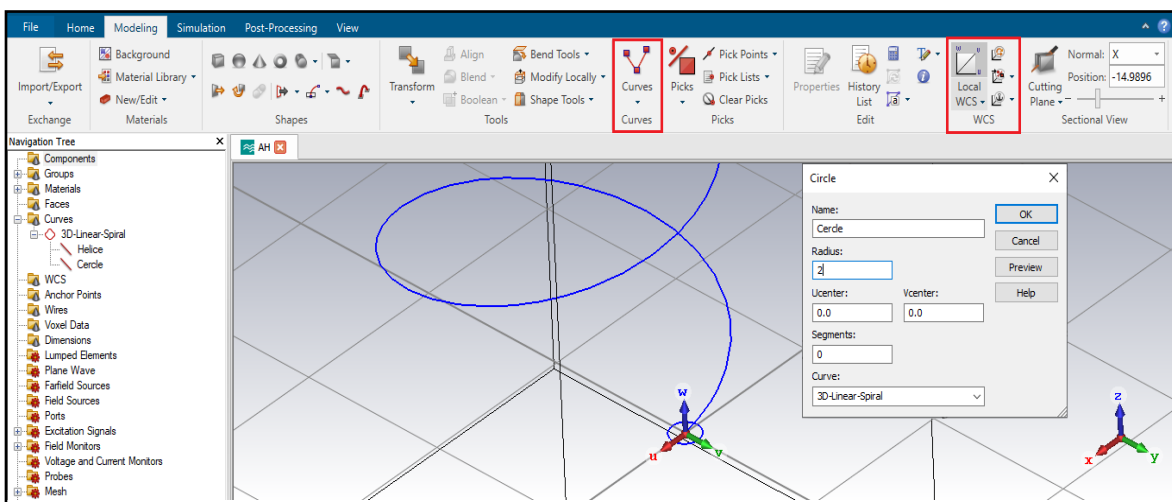 File Home Modeling Simulation Post-Processing View
Background
Material Library
New/Edit
Import/Export
Exchange
Materials
Shapes
Transform
Align
Blend
Boolean
Bend Tools
Modify Locally
Shape Tools
Tools
Curves
Curves
Picks
Pick Points
Pick Lists
Clear Picks
Picks
Properties
History
List
Edit
Local
WCS
WCS
Cutting
Plane
Normal: X
Position: -14.9896
Sectional View
Navigation Tree
AH
Components
Groups
Materials
Faces
Curves
3D-Linear-Spiral
Helice
Cercle
WCS
Anchor Points
Wires
Voxel Data
Dimensions
Lumped Elements
Plane Wave
Farfield Sources
Field Sources
Ports
Excitation Signals
Field Monitors
Voltage and Current Monitors
Probes
Mesh
Circle
Name:
Cercle
Radius:
2
Ucenter: Vcenter:
0.0 0.0
Segments:
0
Curve:
3D-Linear-Spiral
OK
Cancel
Preview
Help
w
u
v
z
x
y